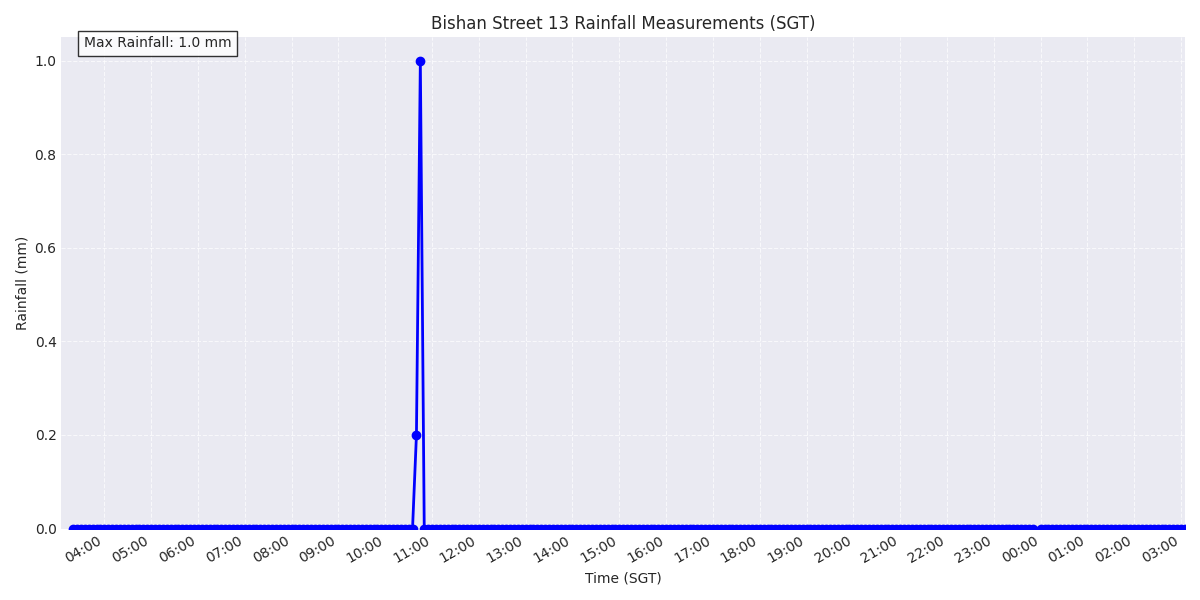 Bishan Street 13 Rainfall Measurements (SGT)
Max Rainfall: 1.0 mm
1.0
0.8
0.6
0.4
0.2
0.0
Rainfall (mm)
04:00 05:00 06:00 07:00 08:00 09:00 10:00 11:00 12:00 13:00 14:00 15:00 16:00 17:00 18:00 19:00 20:00 21:00 22:00 23:00 00:00 01:00 02:00 03:00
Time (SGT)